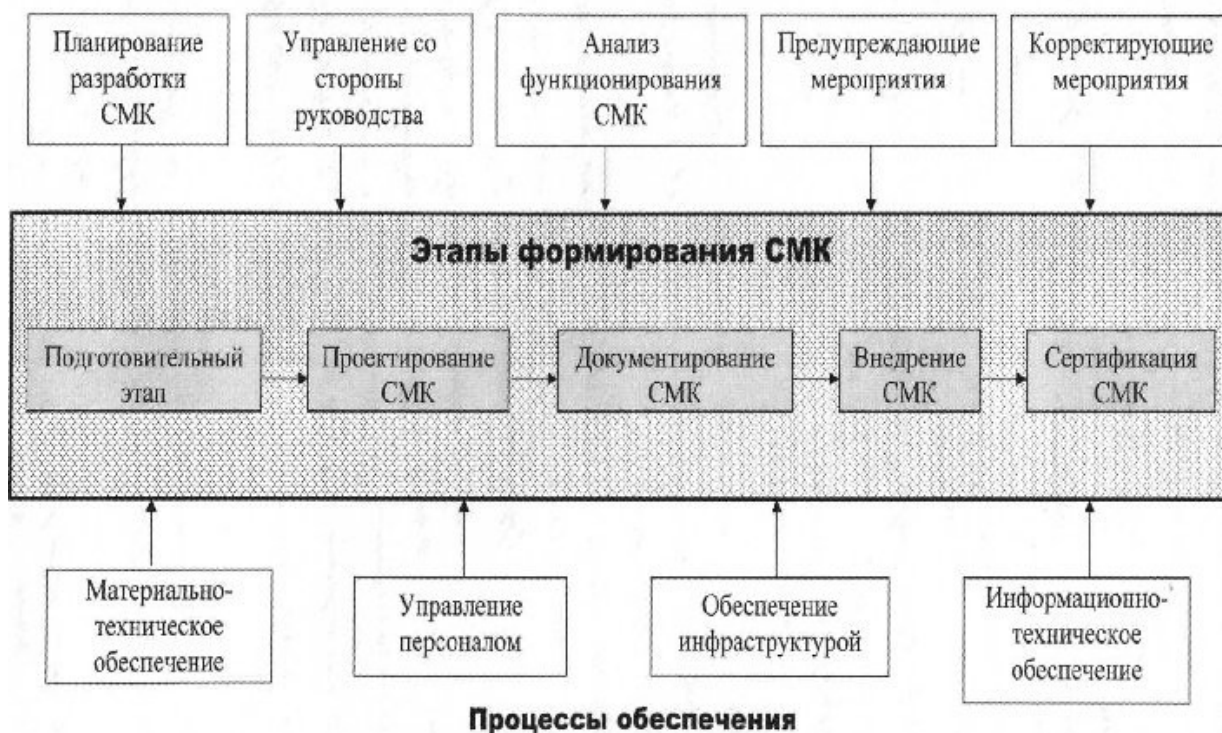 Планирование
разработки
СМК
Управление со
стороны
руководства
Анализ
функционирования
СМК
Предупреждающие
мероприятия
Корректирующие
мероприятия
Этапы формирования СМК
Подготовительный
этап
Проектирование
СМК
Документирование
СМК
Внедрение
СМК
Сертификация
СМК
Материально-
техническое
обеспечение
Управление
персоналом
Обеспечение
инфраструктурой
Информационно-
техническое
обеспечение
Процессы обеспечения